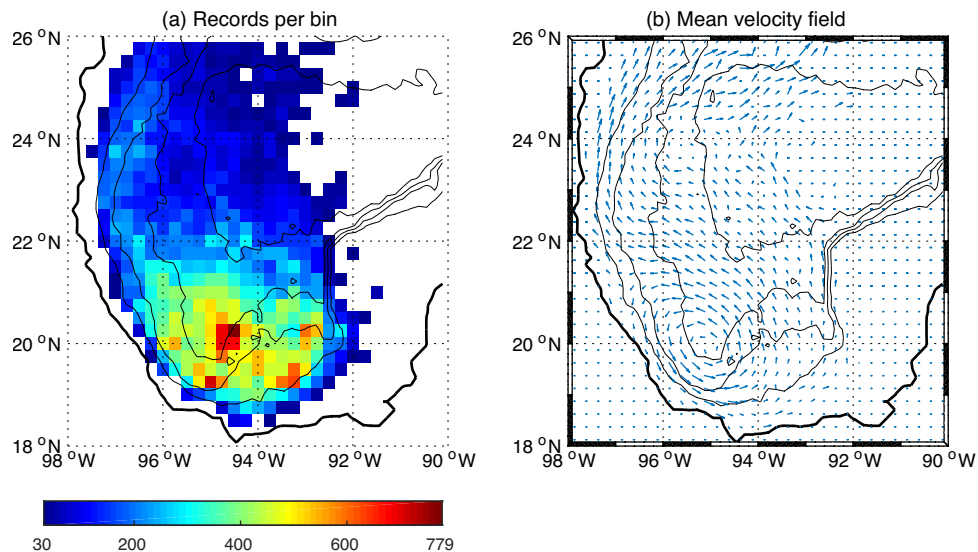 (a) Records per bin
(b) Mean velocity field
26 °N
24 °N
22 °N
20 °N
18 °N
98 °W
96 °W
94 °W
92 °W
90 °W
26 °N
24 °N
22 °N
20 °N
18 °N
98 °W
96 °W
94 °W
92 °W
90 °W
30
200
400
600
779